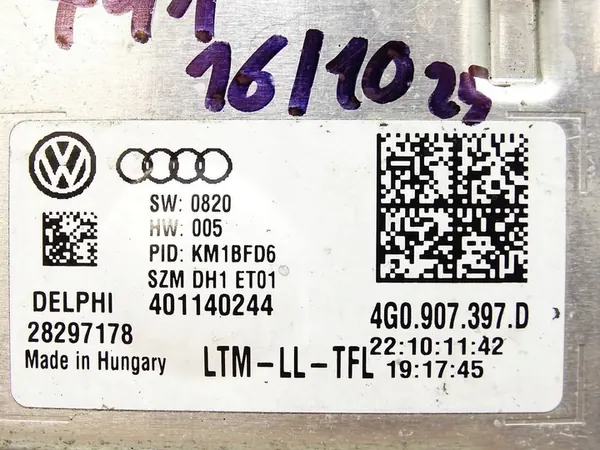 16/10 25
SW: 0820
HW: 005
PID: KM1BFD6
SZM DH1 ET01
DELPHI 401140244
28297178
Made in Hungary
LTM-LL-TFL
4G0.907.397.D
22:10:11:42
19:17:45